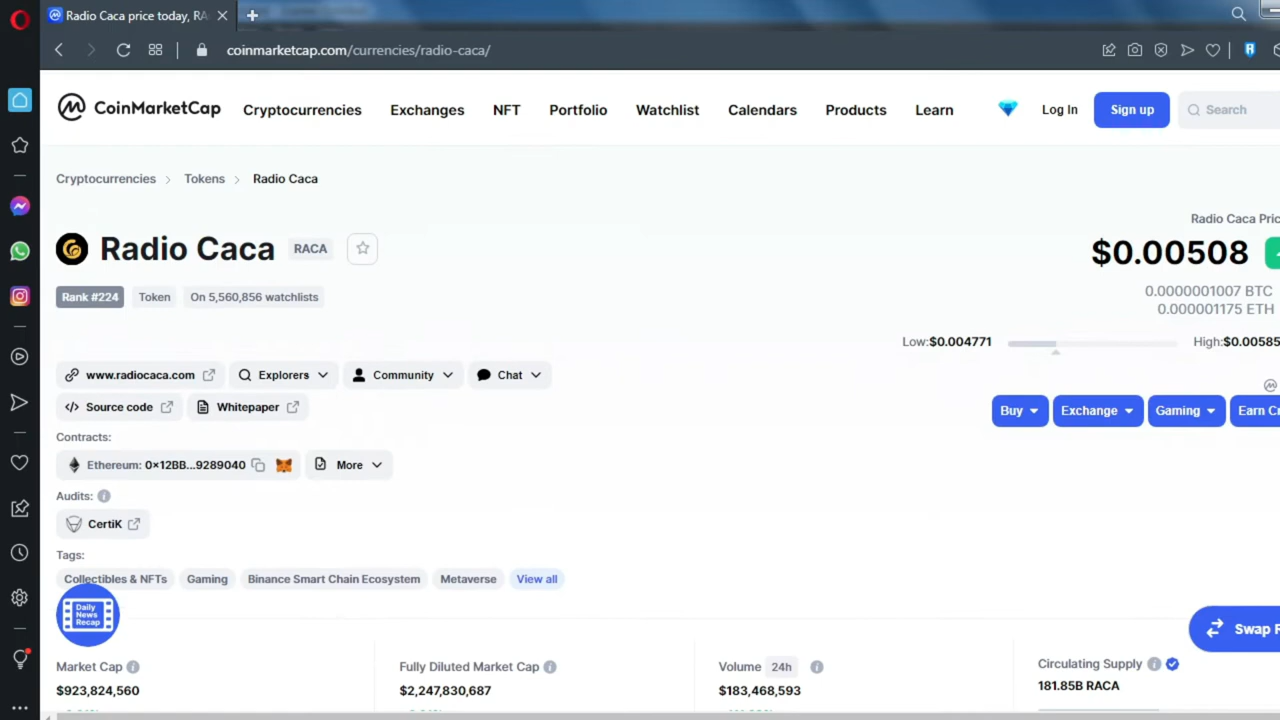 Radio Caca price today, RA
coinmarketcap.com/currencies/radio-caca/
CoinMarketCap Cryptocurrencies Exchanges NFT Portfolio Watchlist Calendars Products Learn Log In Sign up Search
Cryptocurrencies > Tokens > Radio Caca
Radio Caca RACA
Rank #224 Token On 5,560,856 watchlists
Radio Caca Pric
$0.00508
0.0000001007 BTC
0.000001175 ETH
Low:$0.004771 High:$0.00585
www.radiocaca.com Explorers Community Chat
Source code Whitepaper
Buy Exchange Gaming Earn Cr
Contracts:
Ethereum: 0×12BB...9289040 More
Audits:
CertiK
Tags:
Collectibles & NFTs Gaming Binance Smart Chain Ecosystem Metaverse View all
Daily
News
Recap
Swap
Market Cap
$923,824,560
Fully Diluted Market Cap
$2,247,830,687
Volume 24h
$183,468,593
Circulating Supply
181.85B RACA